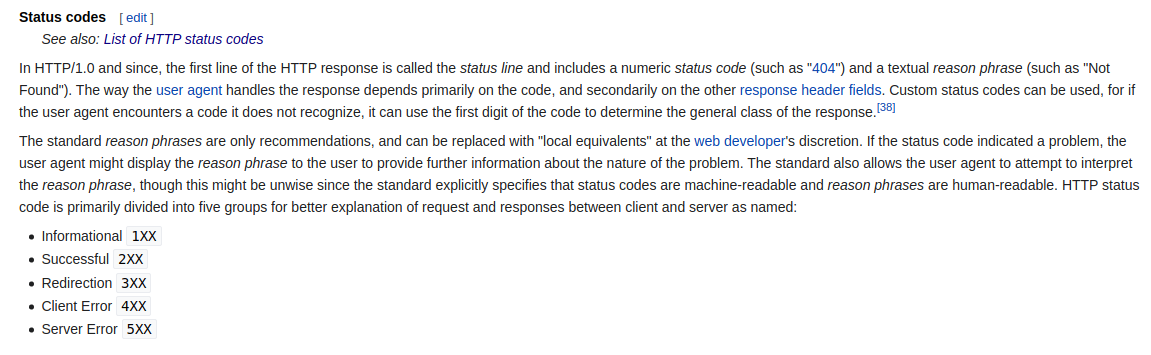 Status codes [ edit ]
See also: List of HTTP status codes
In HTTP/1.0 and since, the first line of the HTTP response is called the status line and includes a numeric status code (such as "404") and a textual reason phrase (such as "Not
Found"). The way the user agent handles the response depends primarily on the code, and secondarily on the other response header fields. Custom status codes can be used, for if
the user agent encounters a code it does not recognize, it can use the first digit of the code to determine the general class of the response.[38]
The standard reason phrases are only recommendations, and can be replaced with "local equivalents" at the web developer's discretion. If the status code indicated a problem, the
user agent might display the reason phrase to the user to provide further information about the nature of the problem. The standard also allows the user agent to attempt to interpret
the reason phrase, though this might be unwise since the standard explicitly specifies that status codes are machine-readable and reason phrases are human-readable. HTTP status
code is primarily divided into five groups for better explanation of request and responses between client and server as named:
• Informational 1XX
• Successful 2XX
• Redirection 3XX
• Client Error 4XX
• Server Error 5XX